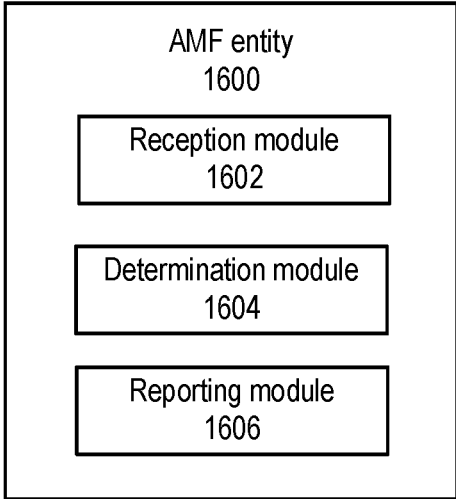 AMF entity
1600
Reception module
1602
Determination module
1604
Reporting module
1606